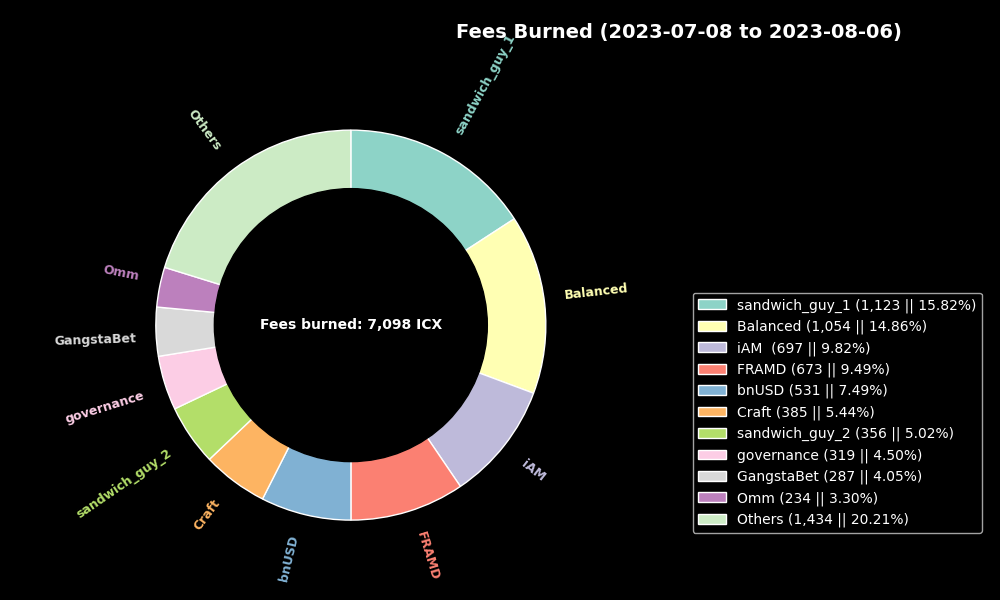 Fees Burned (2023-07-08 to 2023-08-06)
sandwich_guy_1
Others
Omm
Balanced
Fees burned: 7,098 ICX
GangstaBet
governance
sandwich_guy_2
iAM
Craft
bnUSD
FRAMD
sandwich_guy_1 (1,123 || 15.82%)
Balanced (1,054 || 14.86%)
iAM  (697 || 9.82%)
FRAMD (673 || 9.49%)
bnUSD (531 || 7.49%)
Craft (385 || 5.44%)
sandwich_guy_2 (356 || 5.02%)
governance (319 || 4.50%)
GangstaBet (287 || 4.05%)
Omm (234 || 3.30%)
Others (1,434 || 20.21%)